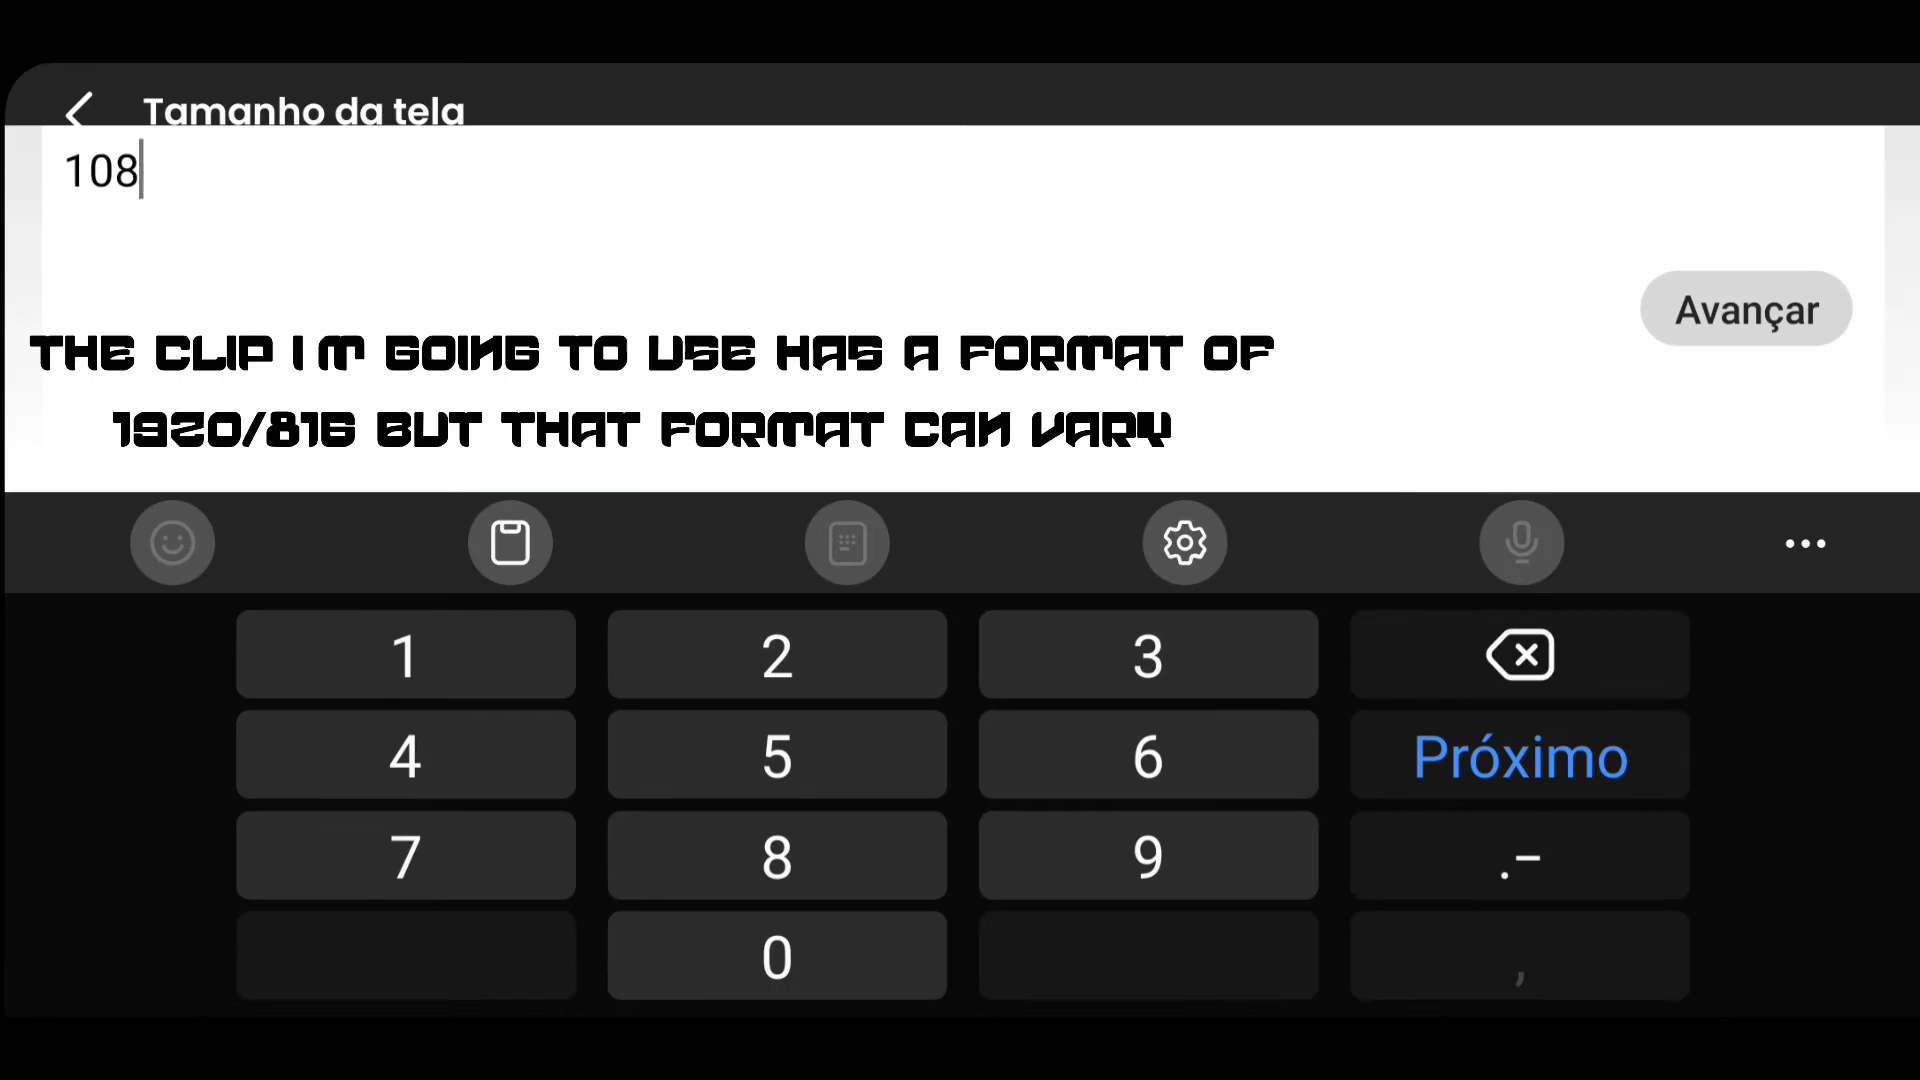 Tamanho da tela
108
Avançar
THE CLIP I M GOING TO USE HAS A FORMAT OF
1920/816 BUT THAT FORMAT CAN VARY
1 2 3
4 5 6 Próximo
7 8 9 .-
0 ,